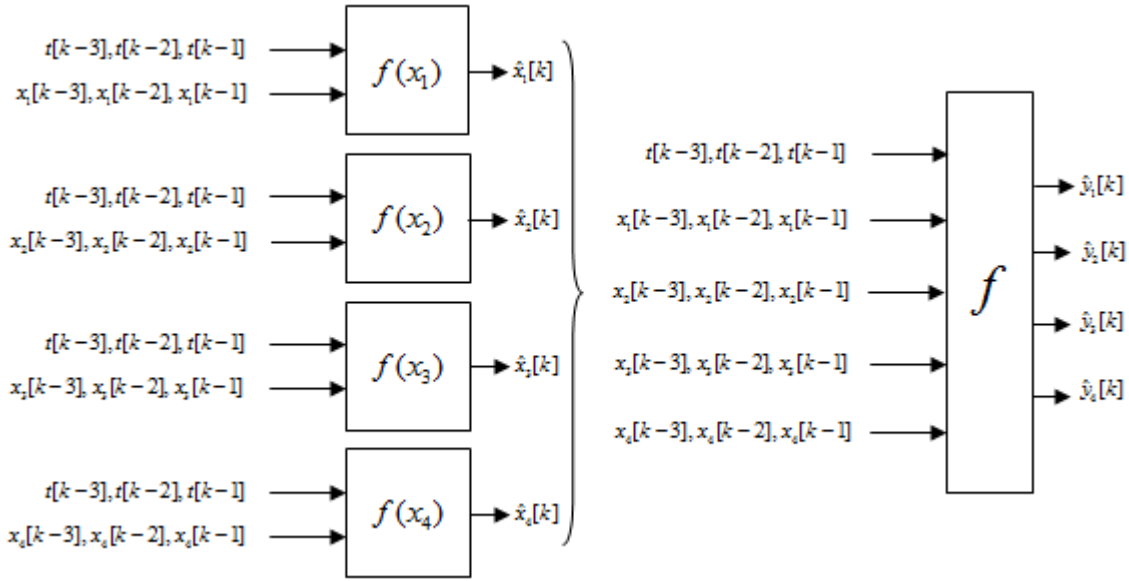 t[k−3], t[k−2], t[k−1]
x₁[k−3], x₁[k−2], x₁[k−1]
f(x₁)
x̂₁[k]
t[k−3], t[k−2], t[k−1]
x₂[k−3], x₂[k−2], x₂[k−1]
f(x₂)
x̂₂[k]
t[k−3], t[k−2], t[k−1]
x₃[k−3], x₃[k−2], x₃[k−1]
f(x₃)
x̂₃[k]
t[k−3], t[k−2], t[k−1]
x₄[k−3], x₄[k−2], x₄[k−1]
f(x₄)
x̂₄[k]
t[k−3], t[k−2], t[k−1]
x₁[k−3], x₁[k−2], x₁[k−1]
x₂[k−3], x₂[k−2], x₂[k−1]
x₃[k−3], x₃[k−2], x₃[k−1]
x₄[k−3], x₄[k−2], x₄[k−1]
f
ŷ₁[k]
ŷ₂[k]
ŷ₃[k]
ŷ₄[k]